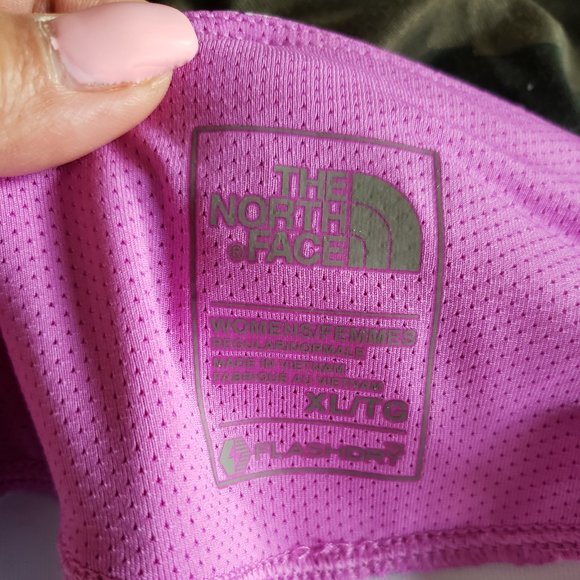 THE
NORTH
®FACE
WOMENS/FEMMES
REGULAR/NORMALE
MADE IN VIETNAM
FABRIQUÉ AU VIETNAM
XL/TG
FLASHDRY